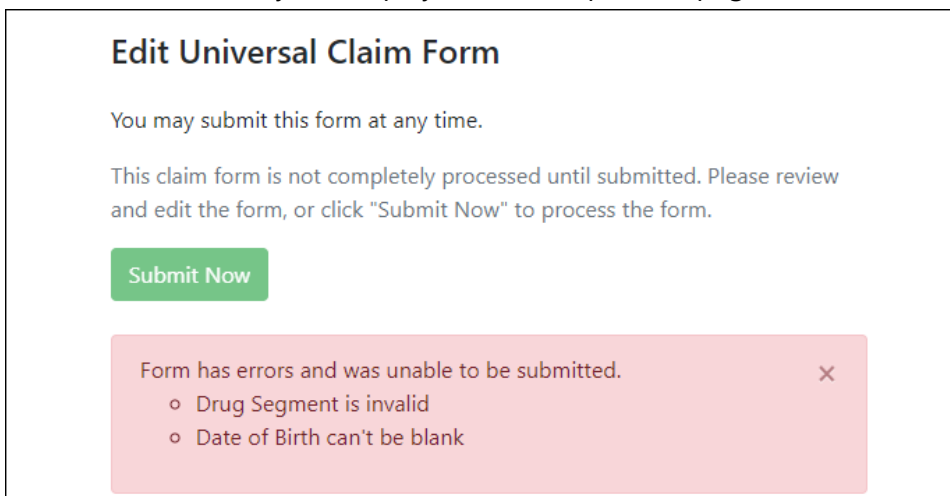 Edit Universal Claim Form
You may submit this form at any time.
This claim form is not completely processed until submitted. Please review
and edit the form, or click "Submit Now" to process the form.
Submit Now
Form has errors and was unable to be submitted.
×
Drug Segment is invalid
Date of Birth can't be blank